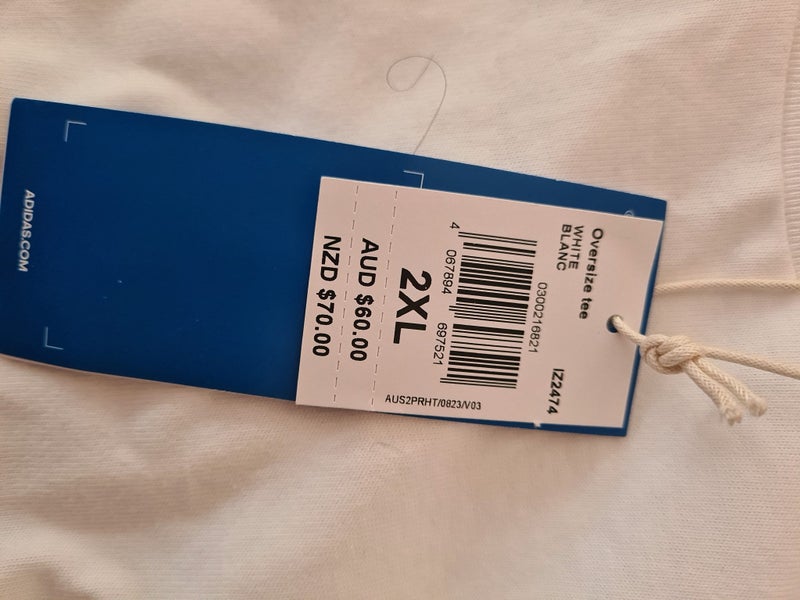 Oversize tee
WHITE
BLANC
IZ2474
0300216821
4 067894 697521
AUS2PRHT/0823/V03
2XL
AUD $60.00
NZD $70.00
ADIDAS.COM